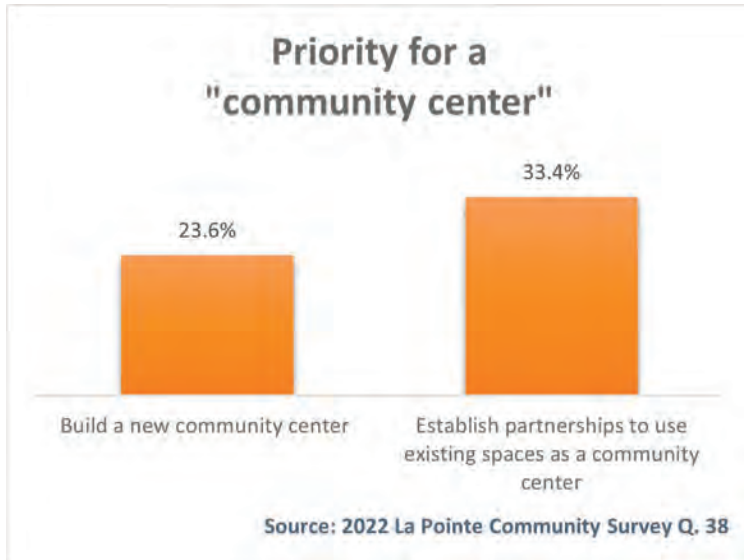 Priority for a
"community center"
33.4%
23.6%
Build a new community center
Establish partnerships to use
existing spaces as a community
center
Source: 2022 La Pointe Community Survey Q. 38